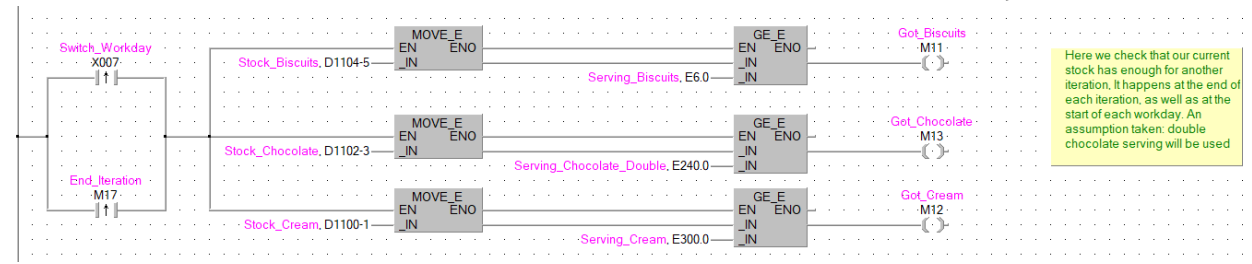 Switch_Workday
X007
MOVE_E
EN ENO
Stock_Biscuits, D1104-5
_IN
GE_E
EN ENO
_IN
Serving_Biscuits, E6.0
_IN
Got_Biscuits
M11
Here we check that our current
stock has enough for another
iteration, It happens at the end of
each iteration, as well as at the
start of each workday. An
assumption taken: double
chocolate serving will be used
MOVE_E
EN ENO
Stock_Chocolate, D1102-3
_IN
GE_E
EN ENO
_IN
Serving_Chocolate_Double, E240.0
_IN
Got_Chocolate
M13
End_Iteration
M17
MOVE_E
EN ENO
Stock_Cream, D1100-1
_IN
GE_E
EN ENO
_IN
Serving_Cream, E300.0
_IN
Got_Cream
M12